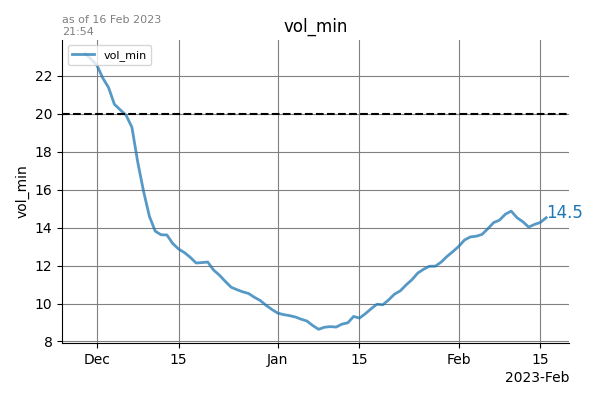 as of 16 Feb 2023
21:54
vol_min
vol_min
22
20
18
16
14
12
10
8
vol_min
14.5
Dec 15 Jan 15 Feb 15
2023-Feb